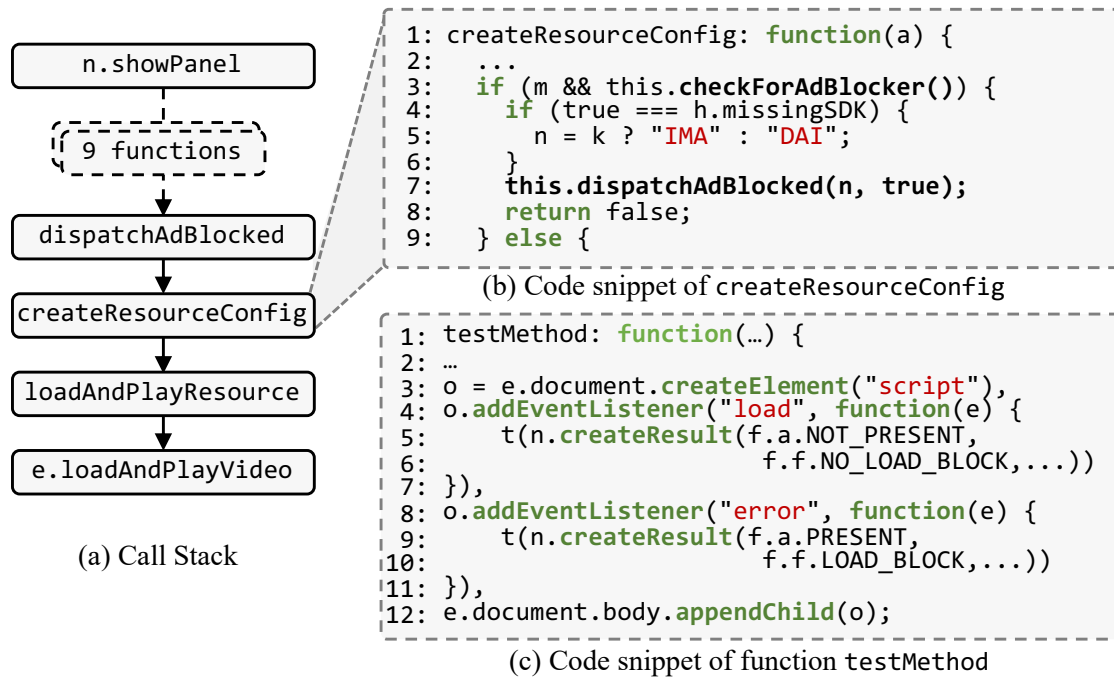 n.showPanel
9 functions
dispatchAdBlocked
createResourceConfig
loadAndPlayResource
e.loadAndPlayVideo
(a) Call Stack
1: createResourceConfig: function(a) {
2: ...
3: if (m && this.checkForAdBlocker()) {
4: if (true === h.missingSDK) {
5: n = k ? "IMA" : "DAI";
6: }
7: this.dispatchAdBlocked(n, true);
8: return false;
9: } else {
(b) Code snippet of createResourceConfig
1: testMethod: function(…) {
2: …
3: o = e.document.createElement("script"),
4: o.addEventListener("load", function(e) {
5: t(n.createResult(f.a.NOT_PRESENT,
6: f.f.NO_LOAD_BLOCK,...))
7: }),
8: o.addEventListener("error", function(e) {
9: t(n.createResult(f.a.PRESENT,
10: f.f.LOAD_BLOCK,...))
11: }),
12: e.document.body.appendChild(o);
(c) Code snippet of function testMethod